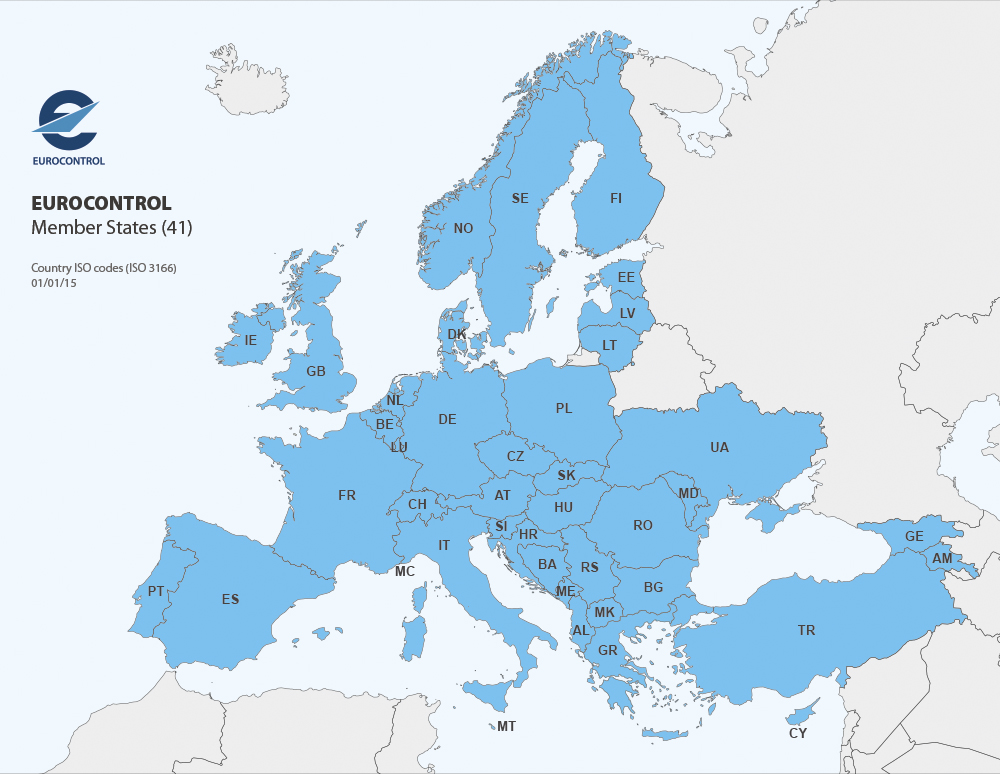 EUROCONTROL
EUROCONTROL
Member States (41)
Country ISO codes (ISO 3166)
01/01/15
SE
FI
NO
EE
LV
DK
IE
LT
GB
NL
PL
DE
BE
LU
UA
CZ
SK
FR
MD
CH
AT
HU
RO
SI
HR
GE
IT
AM
BA
RS
MC
BG
PT
ME
ES
MK
AL
TR
GR
MT
CY